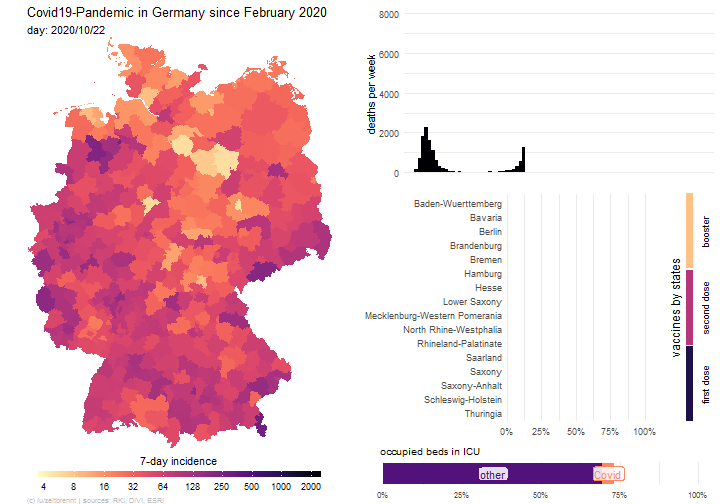 Covid19-Pandemic in Germany since February 2020
day: 2020/10/22
7-day incidence
4 8 16 32 64 128 250 500 1000 2000
(c) /u/zeitbrennt | sources: RKI, DIVI, ESRI
deaths per week
8000
6000
4000
2000
0
Baden-Wuerttemberg
Bavaria
Berlin
Brandenburg
Bremen
Hamburg
Hesse
Lower Saxony
Mecklenburg-Western Pomerania
North Rhine-Westphalia
Rhineland-Palatinate
Saarland
Saxony
Saxony-Anhalt
Schleswig-Holstein
Thuringia
0% 25% 50% 75% 100%
vaccines by states
booster
second dose
first dose
occupied beds in ICU
other
Covid
0% 25% 50% 75% 100%